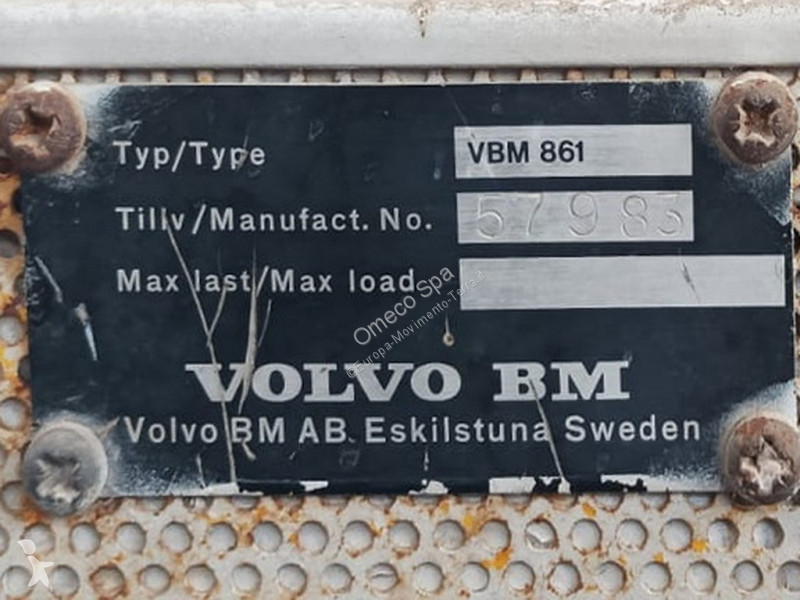 Typ/Type VBM 861
Tillv/Manufact. No. 57983
Max last/Max load
Omeco Spa
©Europa-Movimento-Terra.it
VOLVO BM
Volvo BM AB Eskilstuna Sweden